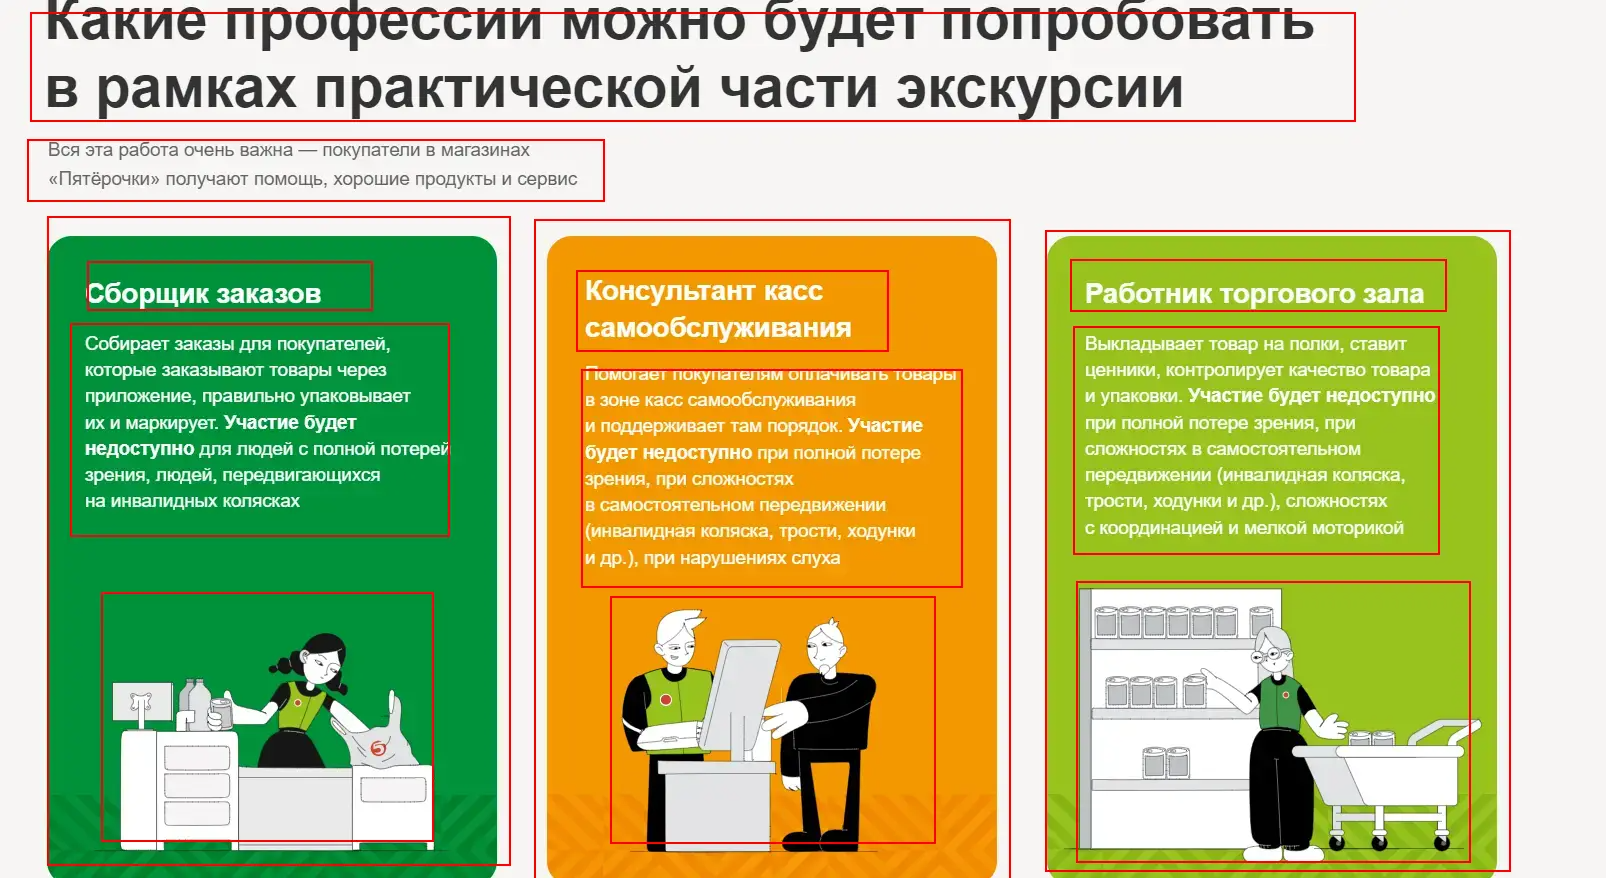 Какие профессии можно будет попробовать
в рамках практической части экскурсии
Вся эта работа очень важна — покупатели в магазинах
«Пятёрочки» получают помощь, хорошие продукты и сервис
Сборщик заказов
Собирает заказы для покупателей,
которые заказывают товары через
приложение, правильно упаковывает
их и маркирует. Участие будет
недоступно для людей с полной потерей
зрения, людей, передвигающихся
на инвалидных колясках
5
Консультант касс
самообслуживания
Помогает покупателям оплачивать товары
в зоне касс самообслуживания
и поддерживает там порядок. Участие
будет недоступно при полной потере
зрения, при сложностях
в самостоятельном передвижении
(инвалидная коляска, трости, ходунки
и др.), при нарушениях слуха
Работник торгового зала
Выкладывает товар на полки, ставит
ценники, контролирует качество товара
и упаковки. Участие будет недоступно
при полной потере зрения, при
сложностях в самостоятельном
передвижении (инвалидная коляска,
трости, ходунки и др.), сложностях
с координацией и мелкой моторикой